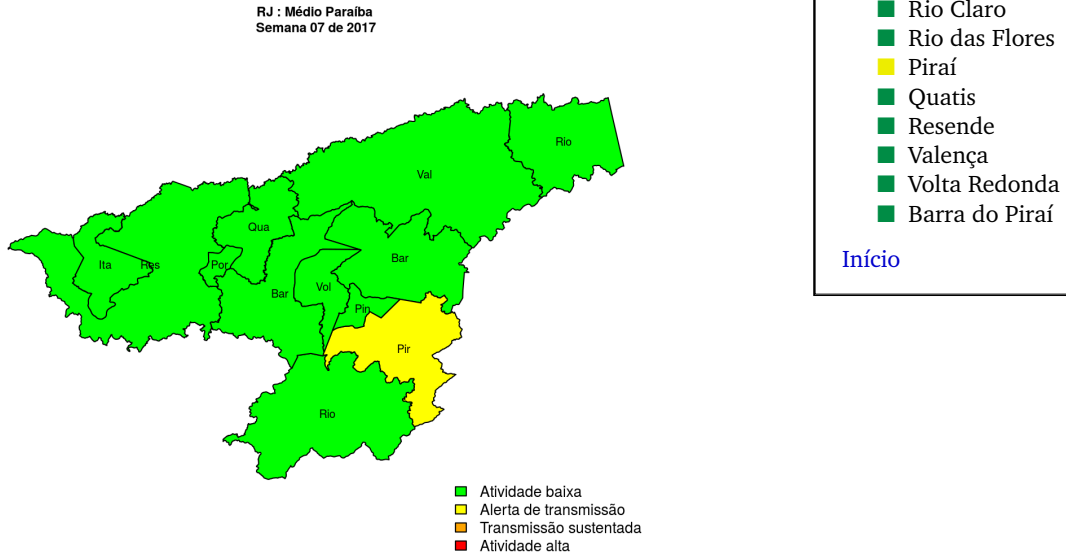 RJ : Médio Paraíba
Semana 07 de 2017
Rio
Val
Qua
Ita
Res
Por
Bar
Bar
Vol
Pin
Pir
Rio
Atividade baixa
Alerta de transmissão
Transmissão sustentada
Atividade alta
Rio Claro
Rio das Flores
Piraí
Quatis
Resende
Valença
Volta Redonda
Barra do Piraí
Início